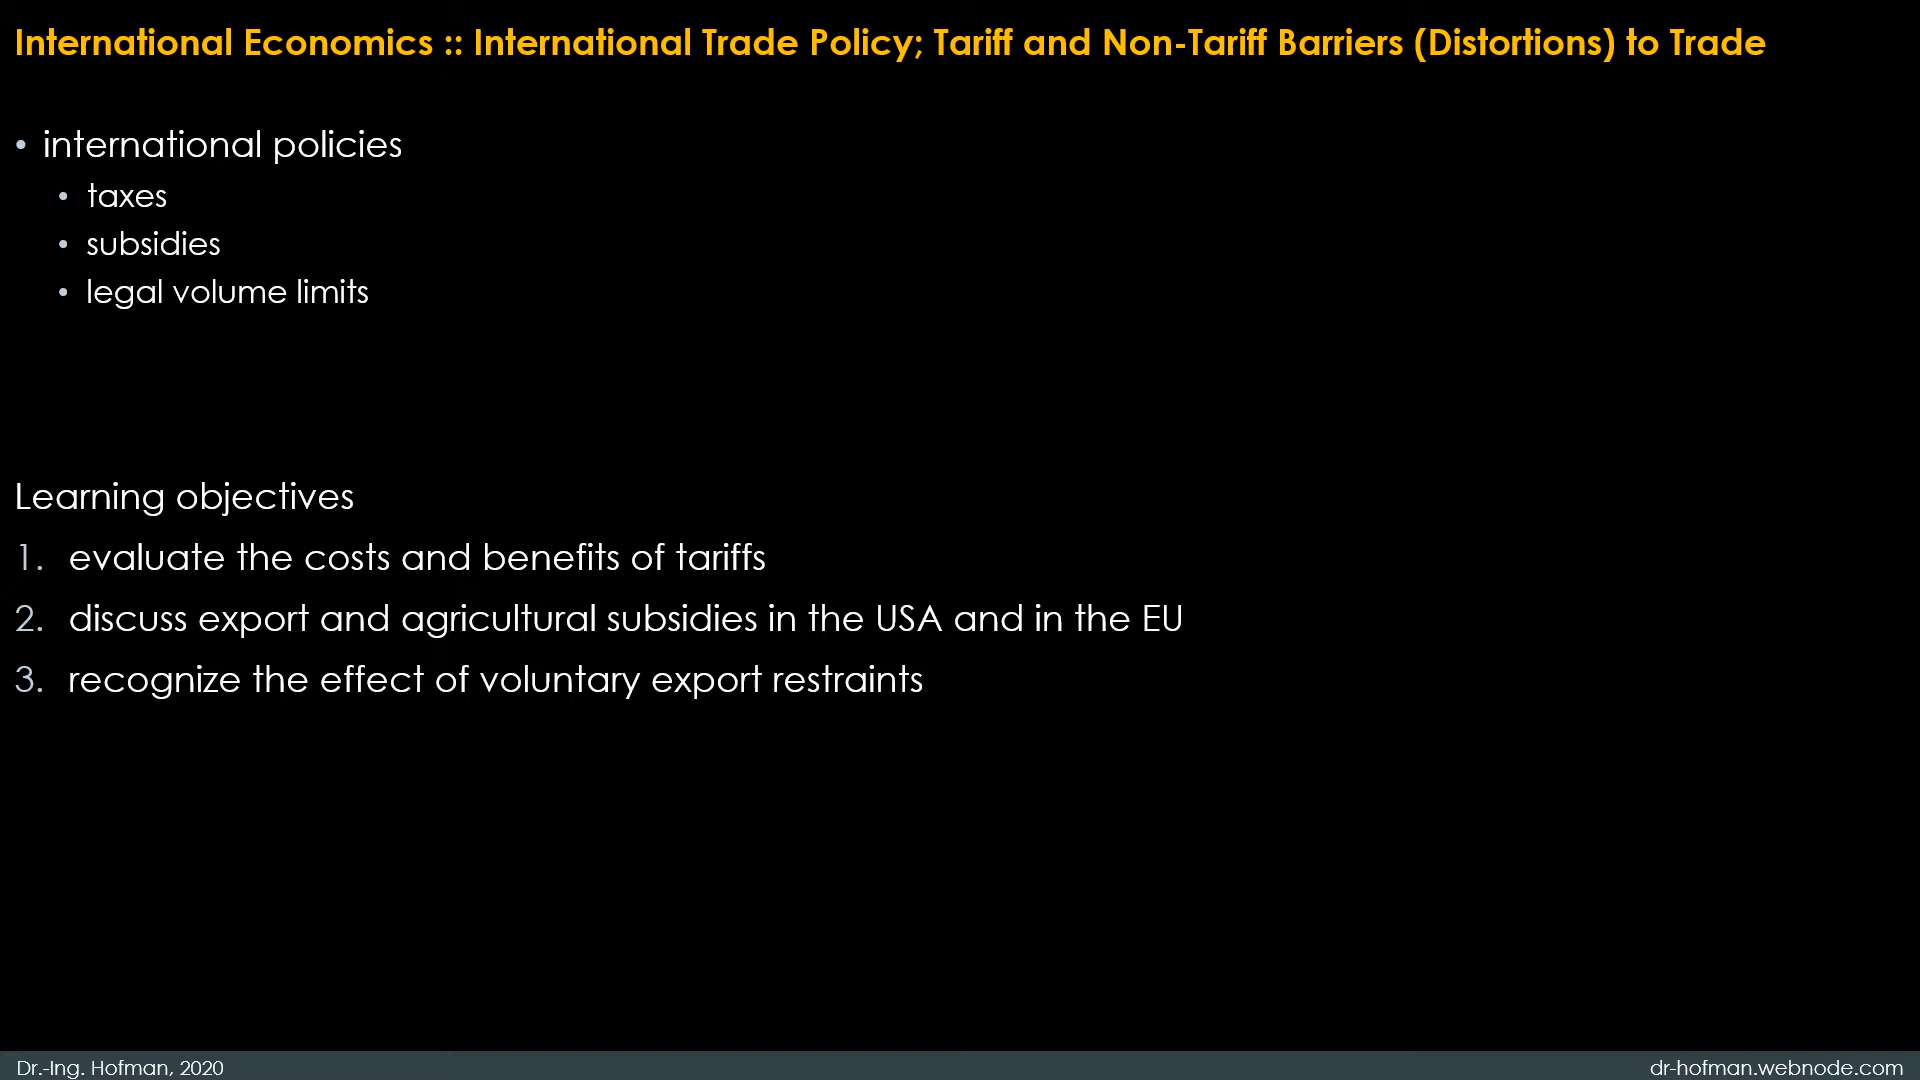 International Economics :: International Trade Policy; Tariff and Non-Tariff Barriers (Distortions) to Trade
• international policies
• taxes
• subsidies
• legal volume limits
Learning objectives
1. evaluate the costs and benefits of tariffs
2. discuss export and agricultural subsidies in the USA and in the EU
3. recognize the effect of voluntary export restraints
Dr.-Ing. Hofman, 2020
dr-hofman.webnode.com